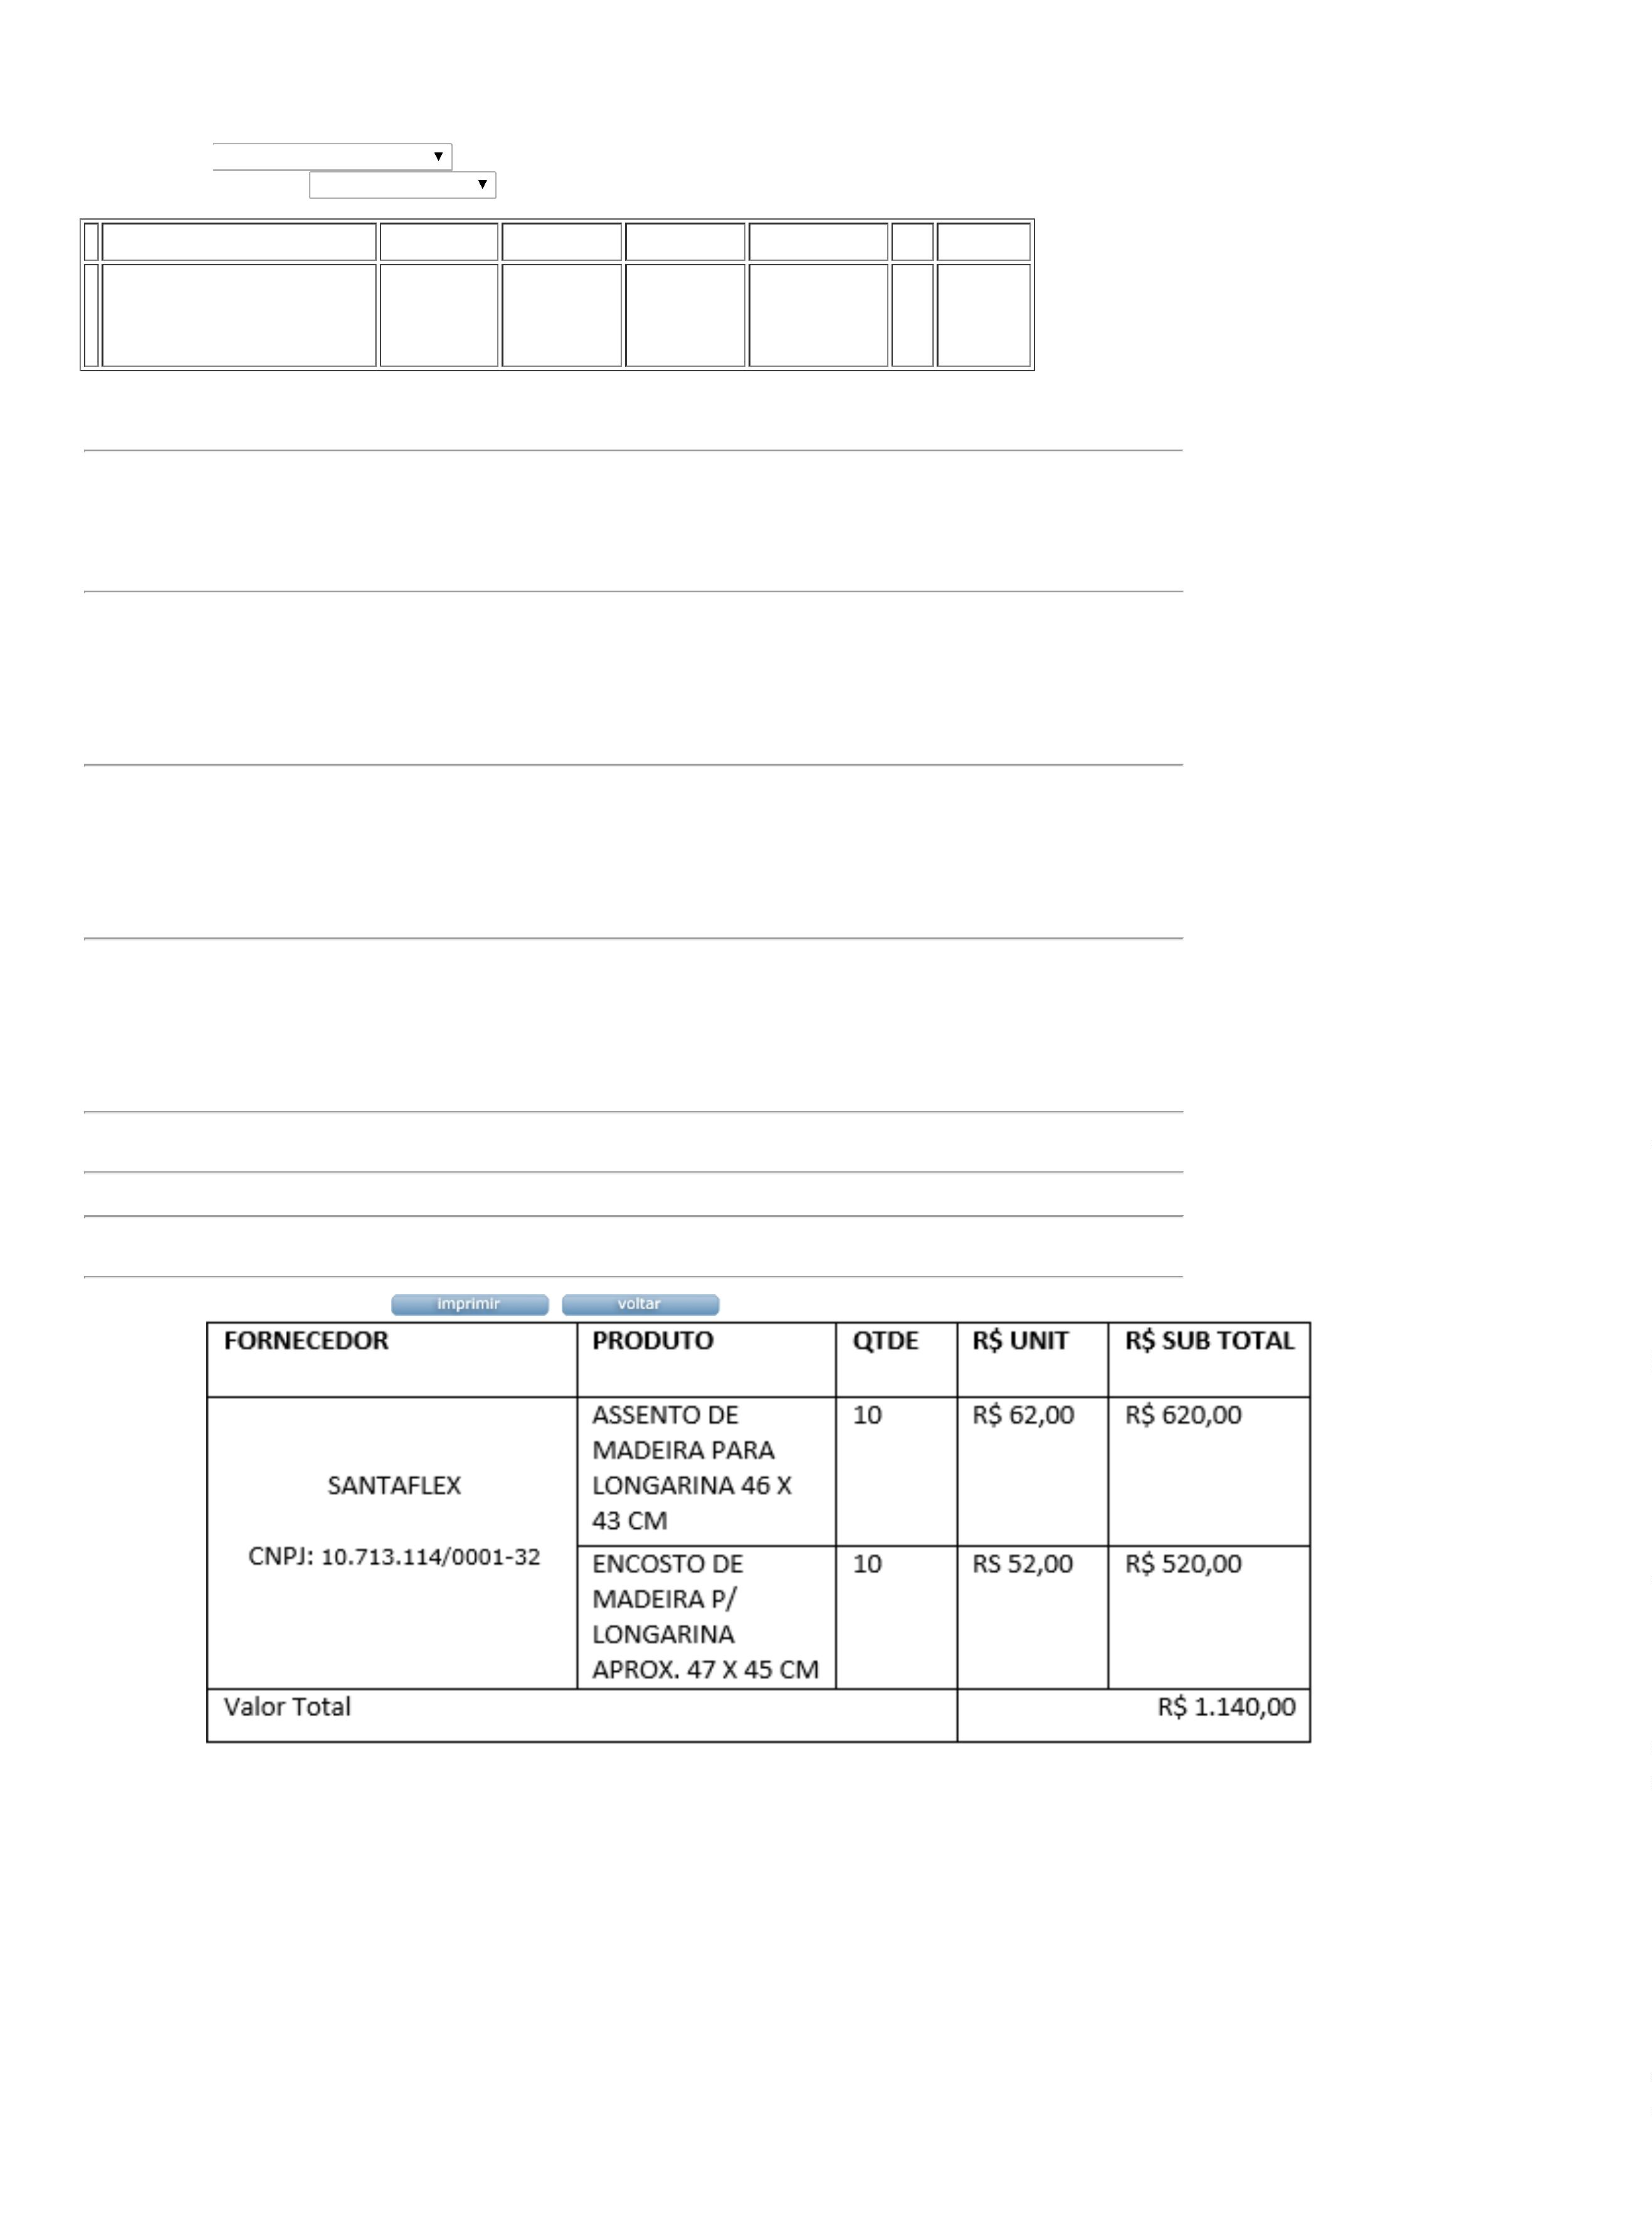 imprimir voltar
FORNECEDOR PRODUTO QTDE R$ UNIT R$ SUB TOTAL
SANTAFLEX
CNPJ: 10.713.114/0001-32
ASSENTO DE 10 R$ 62,00 R$ 620,00
MADEIRA PARA
LONGARINA 46 X
43 CM
ENCOSTO DE 10 RS 52,00 R$ 520,00
MADEIRA P/
LONGARINA
APROX. 47 X 45 CM
Valor Total R$ 1.140,00